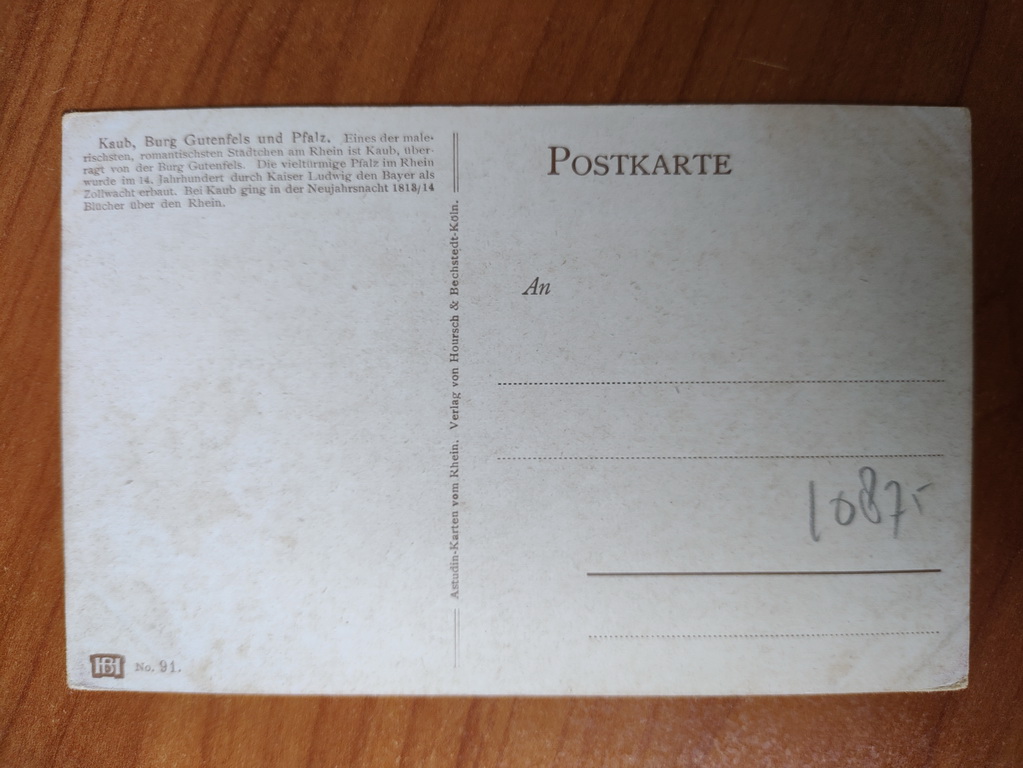 Kaub, Burg Gutenfels und Pfalz. Eines der male-
rischsten, romantischsten Städtchen am Rhein ist Kaub, über-
ragt von der Burg Gutenfels. Die vieltürmige Pfalz im Rhein
wurde im 14. Jahrhundert durch Kaiser Ludwig den Bayer als
Zollwacht erbaut. Bei Kaub ging in der Neujahrsnacht 1813/14
Blücher über den Rhein.
Astudin-Karten vom Rhein. Verlag von Hoursch & Bechstedt-Köln.
POSTKARTE
An
1087,-
HB No. 91.